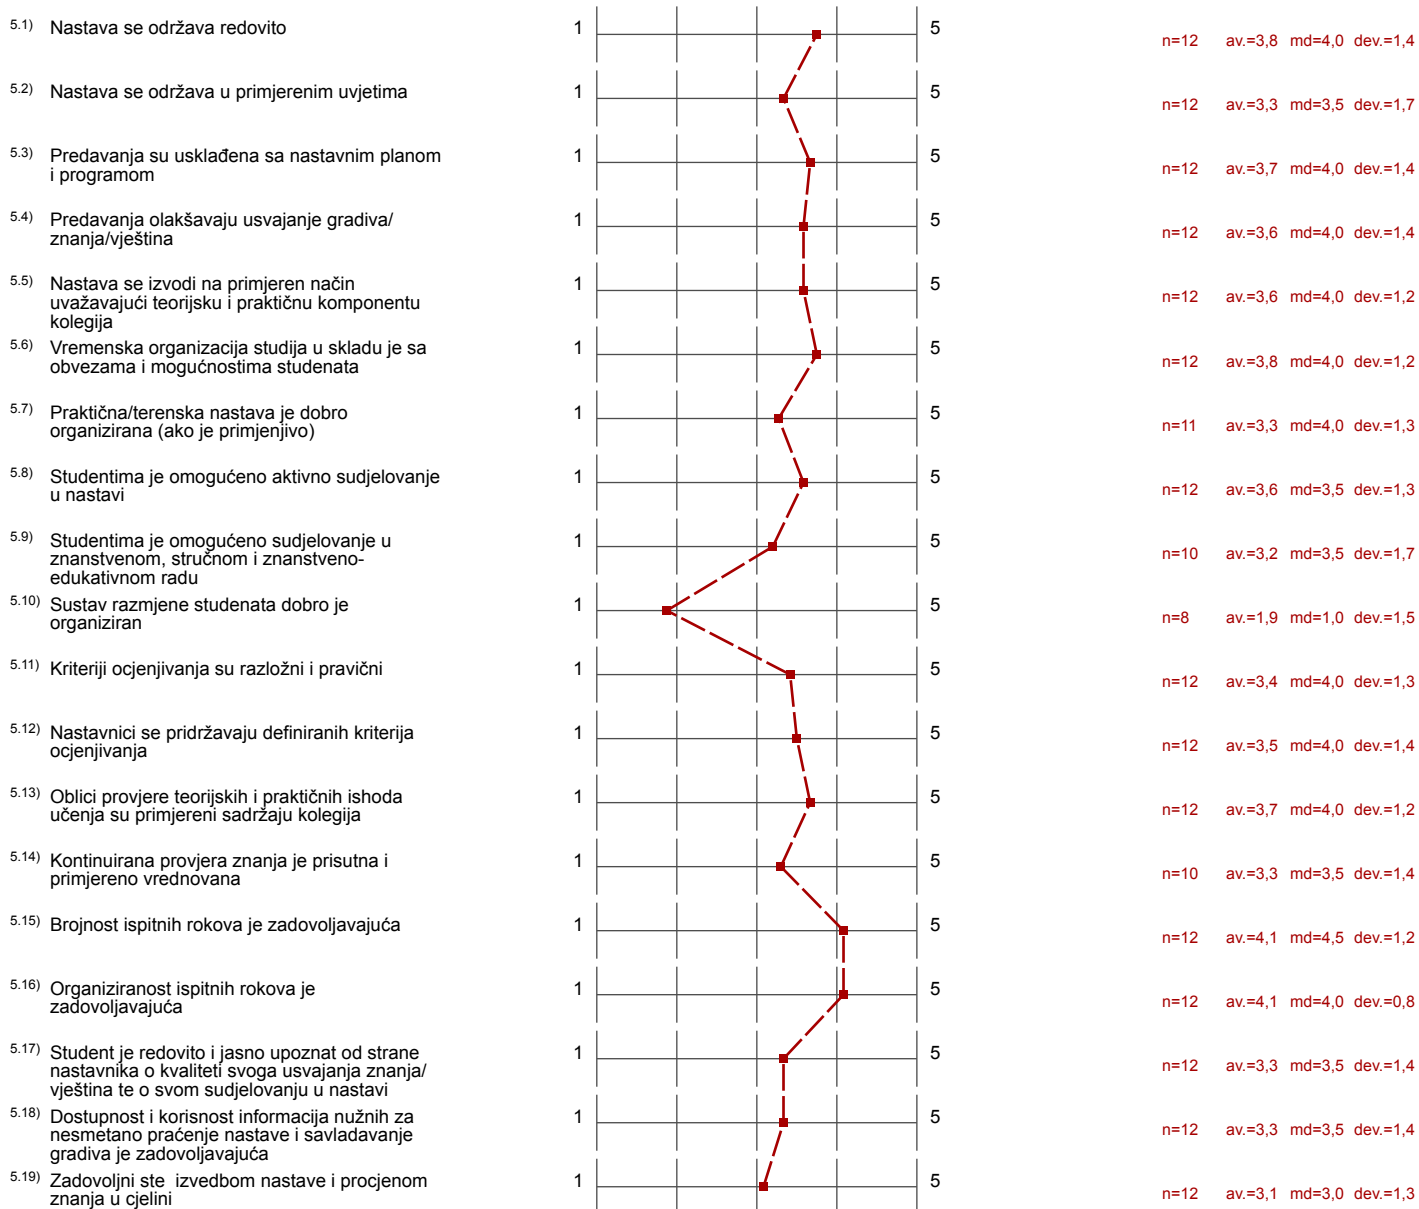 5.1) Nastava se održava redovito 1 5 n=12 av.=3,8 md=4,0 dev.=1,4
5.2) Nastava se održava u primjerenim uvjetima 1 5 n=12 av.=3,3 md=3,5 dev.=1,7
5.3) Predavanja su usklađena sa nastavnim planom
i programom 1 5 n=12 av.=3,7 md=4,0 dev.=1,4
5.4) Predavanja olakšavaju usvajanje gradiva/
znanja/vještina 1 5 n=12 av.=3,6 md=4,0 dev.=1,4
5.5) Nastava se izvodi na primjeren način
uvažavajući teorijsku i praktičnu komponentu
kolegija 1 5 n=12 av.=3,6 md=4,0 dev.=1,2
5.6) Vremenska organizacija studija u skladu je sa
obvezama i mogućnostima studenata 1 5 n=12 av.=3,8 md=4,0 dev.=1,2
5.7) Praktična/terenska nastava je dobro
organizirana (ako je primjenjivo) 1 5 n=11 av.=3,3 md=4,0 dev.=1,3
5.8) Studentima je omogućeno aktivno sudjelovanje
u nastavi 1 5 n=12 av.=3,6 md=3,5 dev.=1,3
5.9) Studentima je omogućeno sudjelovanje u
znanstvenom, stručnom i znanstveno-
edukativnom radu 1 5 n=10 av.=3,2 md=3,5 dev.=1,7
5.10) Sustav razmjene studenata dobro je
organiziran 1 5 n=8 av.=1,9 md=1,0 dev.=1,5
5.11) Kriteriji ocjenjivanja su razložni i pravični 1 5 n=12 av.=3,4 md=4,0 dev.=1,3
5.12) Nastavnici se pridržavaju definiranih kriterija
ocjenjivanja 1 5 n=12 av.=3,5 md=4,0 dev.=1,4
5.13) Oblici provjere teorijskih i praktičnih ishoda
učenja su primjereni sadržaju kolegija 1 5 n=12 av.=3,7 md=4,0 dev.=1,2
5.14) Kontinuirana provjera znanja je prisutna i
primjereno vrednovana 1 5 n=10 av.=3,3 md=3,5 dev.=1,4
5.15) Brojnost ispitnih rokova je zadovoljavajuća 1 5 n=12 av.=4,1 md=4,5 dev.=1,2
5.16) Organiziranost ispitnih rokova je
zadovoljavajuća 1 5 n=12 av.=4,1 md=4,0 dev.=0,8
5.17) Student je redovito i jasno upoznat od strane
nastavnika o kvaliteti svoga usvajanja znanja/
vještina te o svom sudjelovanju u nastavi 1 5 n=12 av.=3,3 md=3,5 dev.=1,4
5.18) Dostupnost i korisnost informacija nužnih za
nesmetano praćenje nastave i savladavanje
gradiva je zadovoljavajuća 1 5 n=12 av.=3,3 md=3,5 dev.=1,4
5.19) Zadovoljni ste izvedbom nastave i procjenom
znanja u cjelini 1 5 n=12 av.=3,1 md=3,0 dev.=1,3